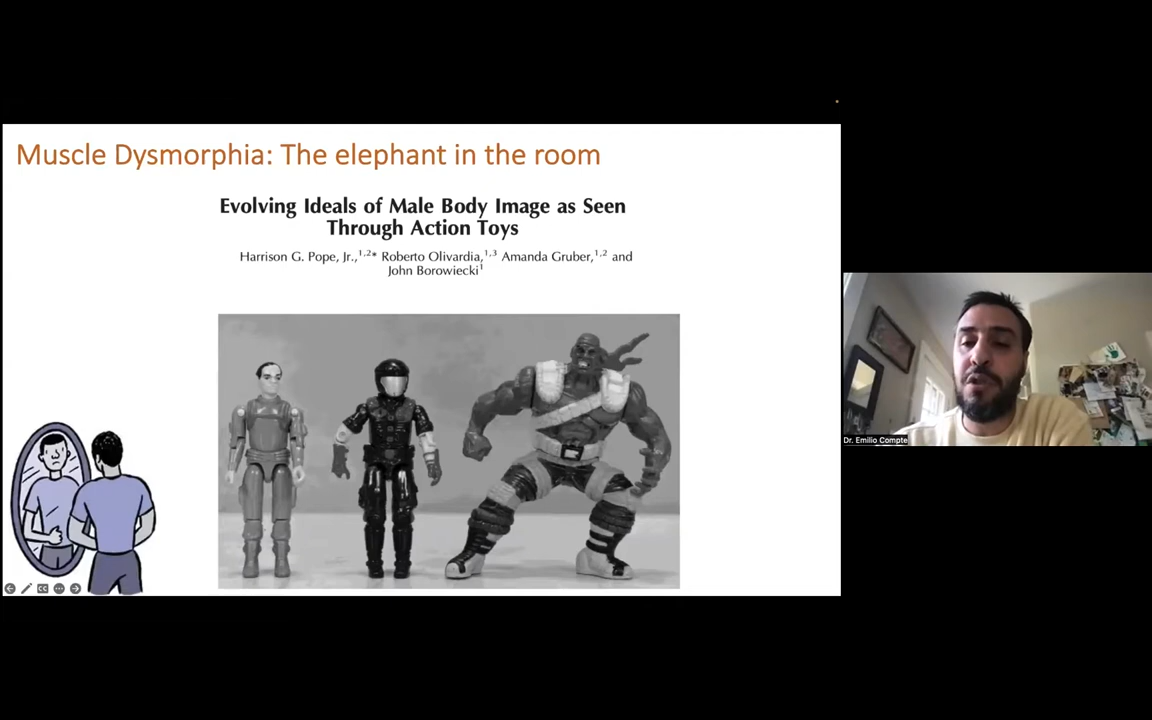 Muscle Dysmorphia: The elephant in the room
Evolving Ideals of Male Body Image as Seen
Through Action Toys
Harrison G. Pope, Jr.,1,2* Roberto Olivardia,1,3 Amanda Gruber,1,2 and
John Borowiecki1
Dr. Emilio Compte